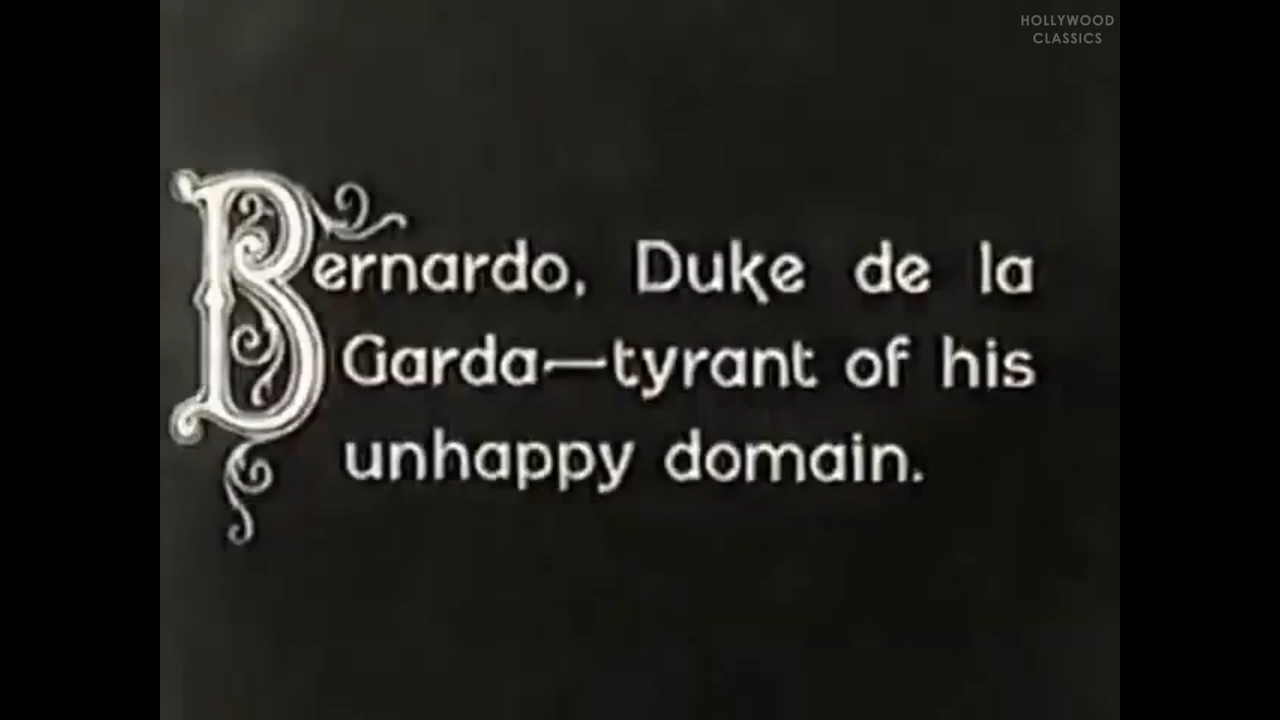 HOLLYWOOD
CLASSICS
Bernardo, Duke de la
Garda—tyrant of his
unhappy domain.